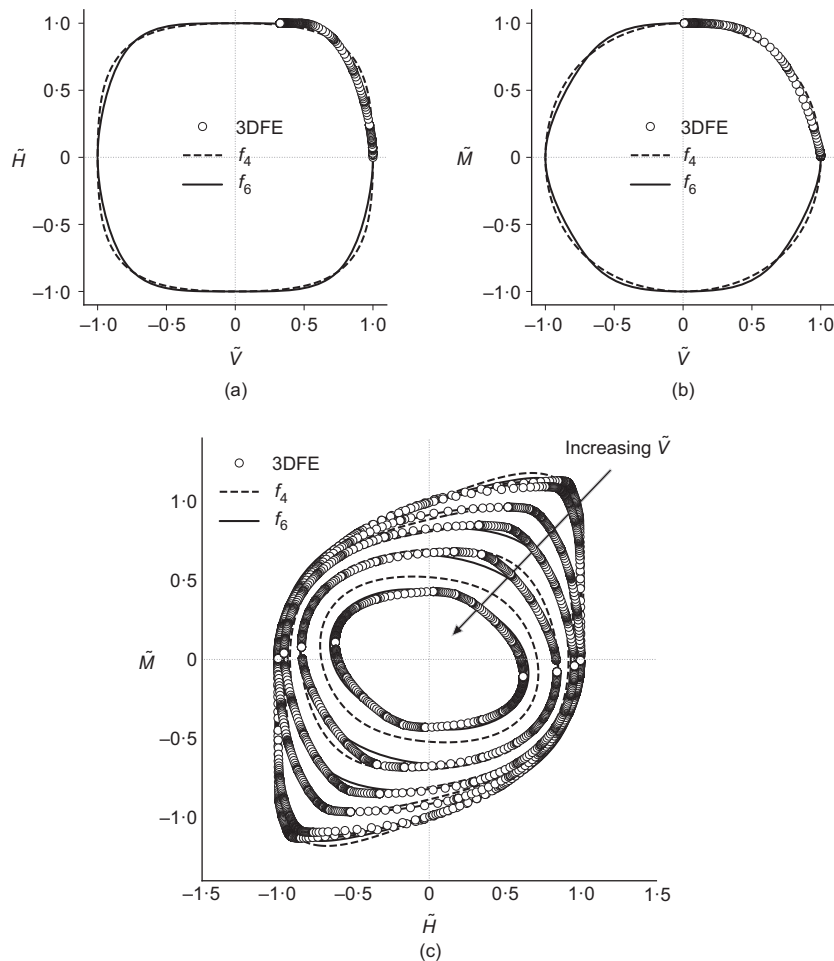 1·0
0·5
0
–0·5
–1·0
H̃
3DFE
f4
f6
–1·0
–0·5
0
0·5
1·0
Ṽ
(a)
1·0
0·5
0
–0·5
–1·0
M̃
3DFE
f4
f6
–1·0
–0·5
0
0·5
1·0
Ṽ
(b)
3DFE
f4
f6
Increasing Ṽ
1·0
0·5
0
–0·5
–1·0
M̃
–1·5
–1·0
–0·5
0
0·5
1·0
1·5
H̃
(c)